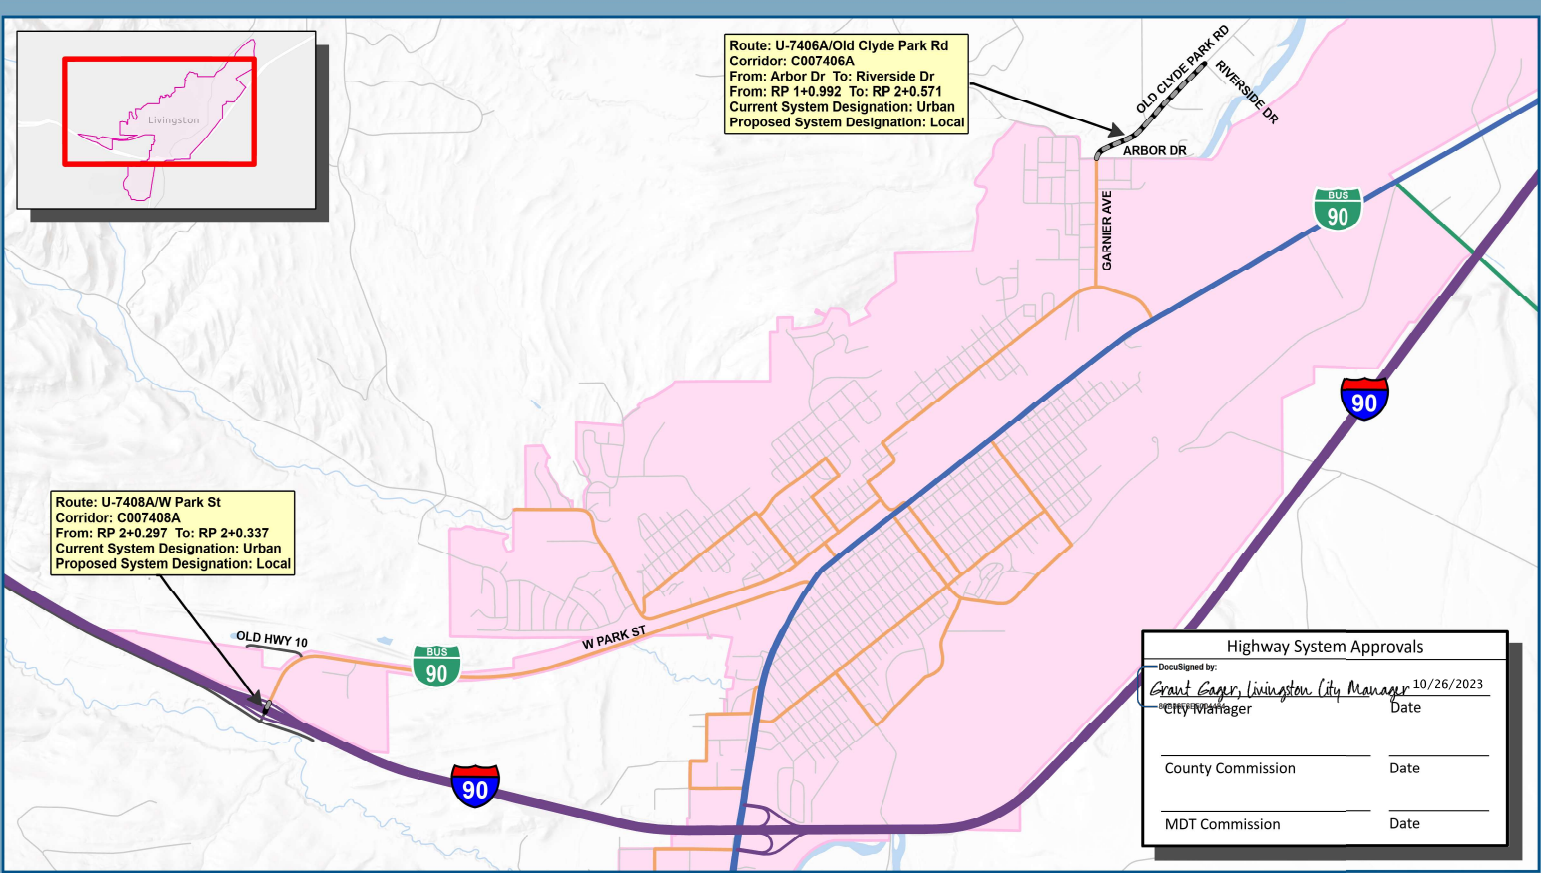 Livingston
Route: U-7406A/Old Clyde Park Rd
Corridor: C007406A
From: Arbor Dr To: Riverside Dr
From: RP 1+0.992 To: RP 2+0.571
Current System Designation: Urban
Proposed System Designation: Local
OLD CLYDE PARK RD
RIVERSIDE DR
ARBOR DR
GARNIER AVE
BUS
90
90
Route: U-7408A/W Park St
Corridor: C007408A
From: RP 2+0.297 To: RP 2+0.337
Current System Designation: Urban
Proposed System Designation: Local
OLD HWY 10
BUS
90
W PARK ST
90
Highway System Approvals
DocuSigned by:
Grant Gager, Livingston City Manager 10/26/2023
City Manager Date
County Commission Date
MDT Commission Date